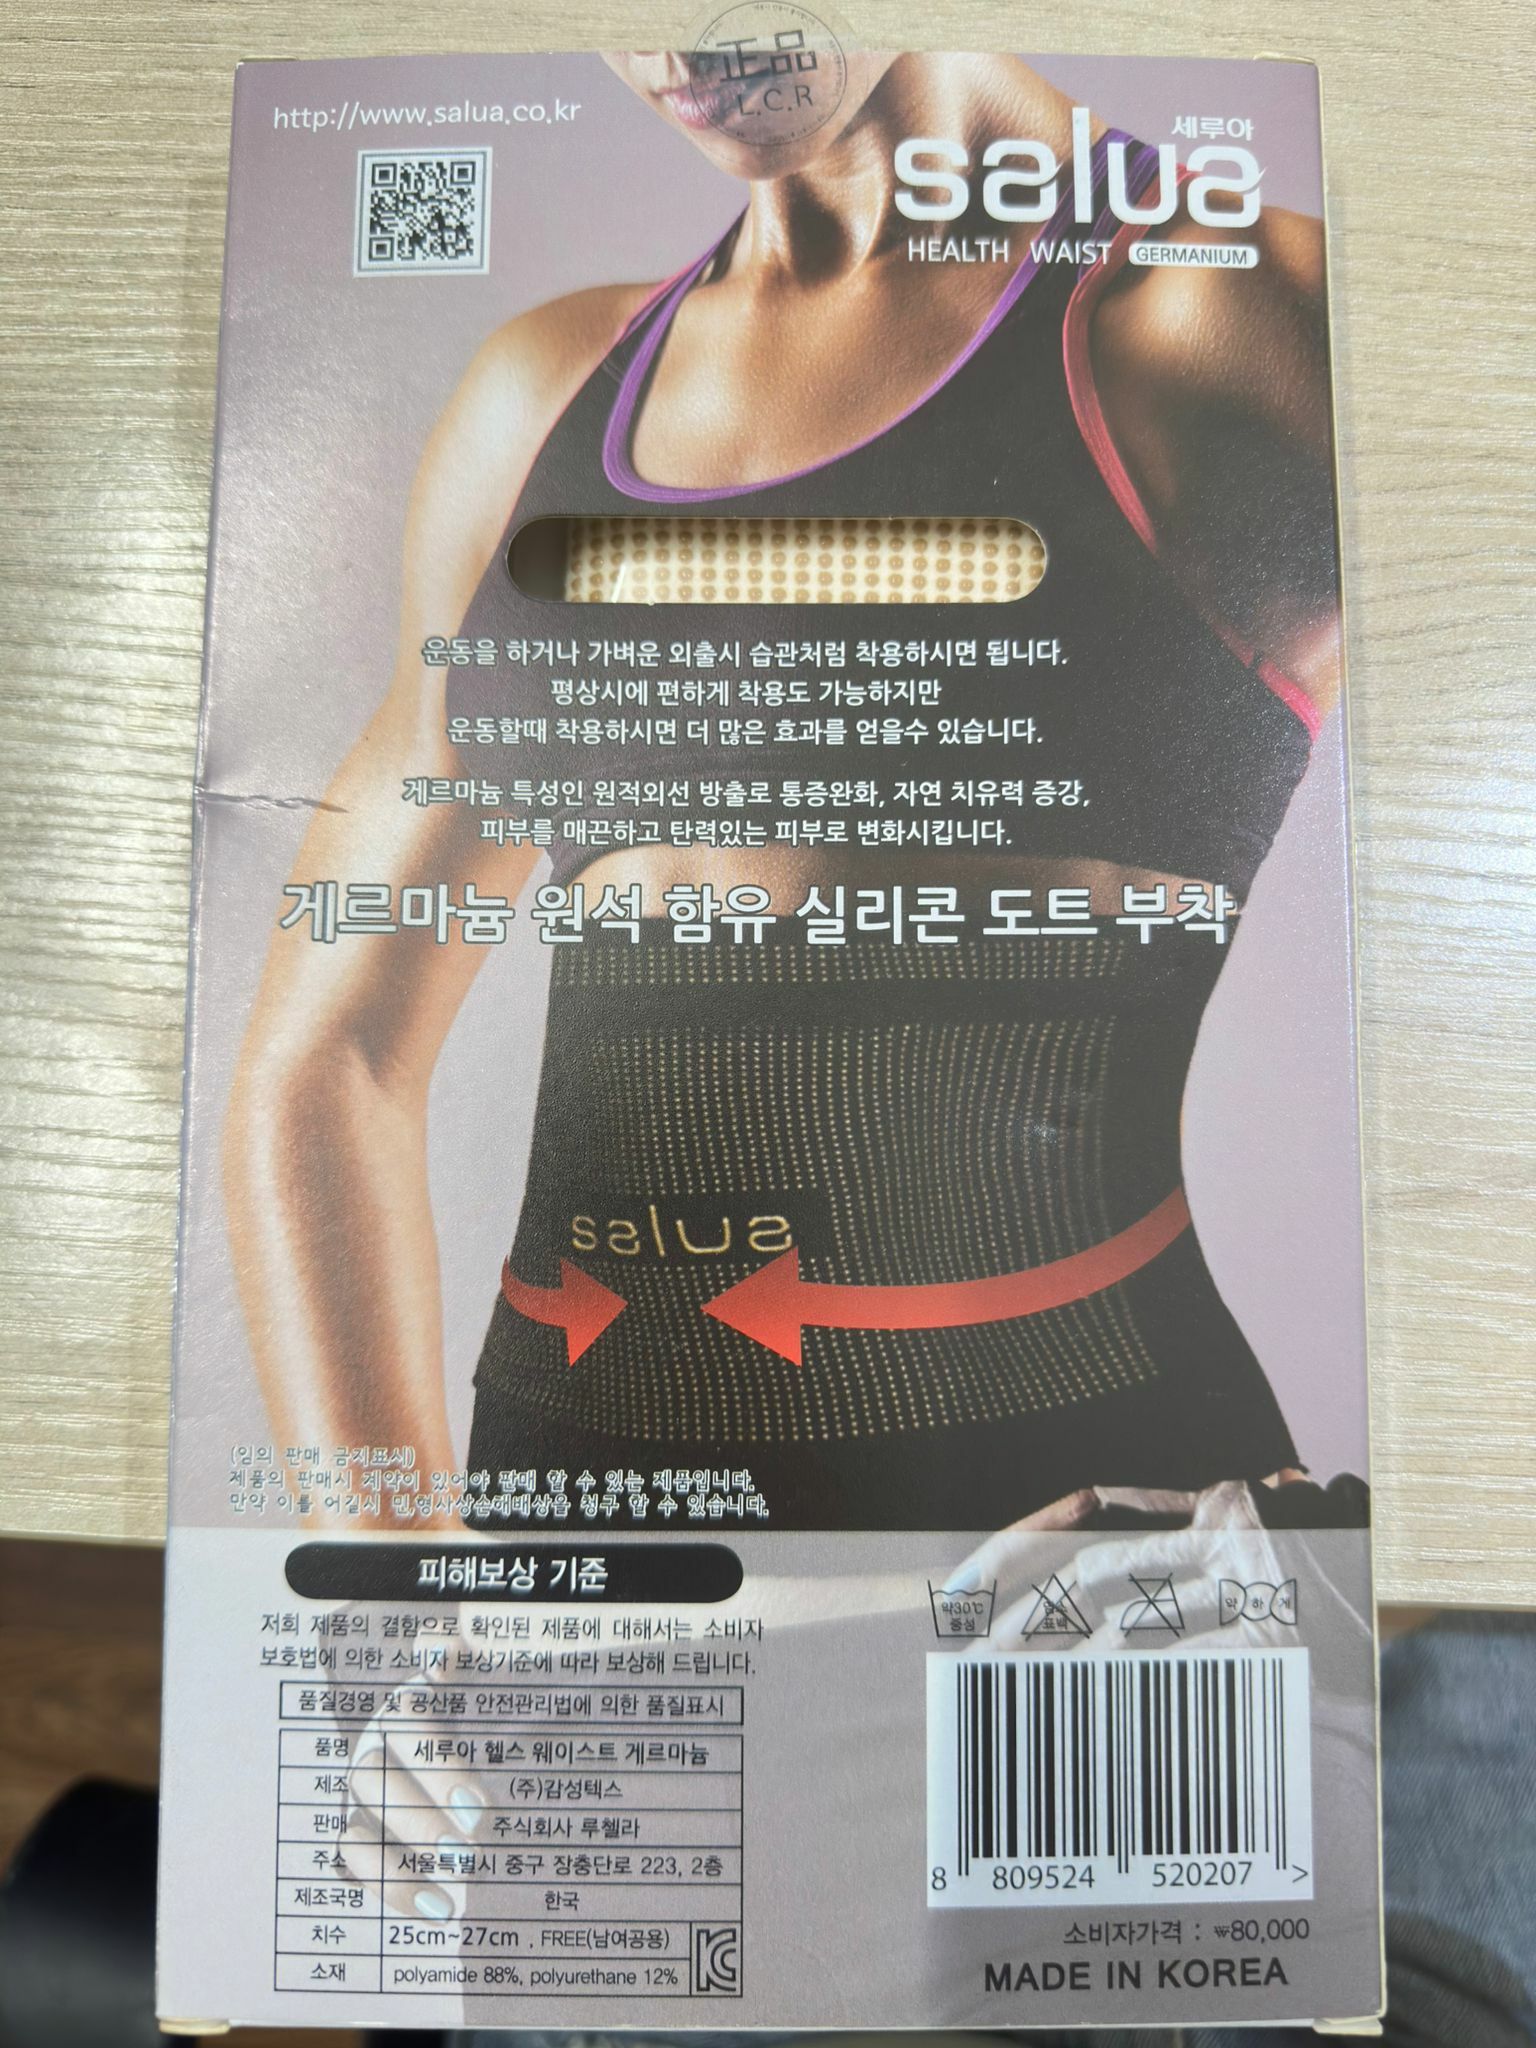 正品
L.C.R
http://www.salua.co.kr
세루아
salua
HEALTH WAIST GERMANIUM
운동을 하거나 가벼운 외출시 습관처럼 착용하시면 됩니다.
평상시에 편하게 착용도 가능하지만
운동할때 착용하시면 더 많은 효과를 얻을수 있습니다.
게르마늄 특성인 원적외선 방출로 통증완화, 자연 치유력 증강,
피부를 매끈하고 탄력있는 피부로 변화시킵니다.
게르마늄 원석 함유 실리콘 도트 부착
salua
(임의 판매 금지표시)
제품의 판매시 계약이 있어야 판매 할 수 있는 제품입니다.
만약 이를 어길시 민,형사상손해배상을 청구 할 수 있습니다.
피해보상 기준
저희 제품의 결함으로 확인된 제품에 대해서는 소비자
보호법에 의한 소비자 보상기준에 따라 보상해 드립니다.
품질경영 및 공산품 안전관리법에 의한 품질표시
품명 세루아 헬스 웨이스트 게르마늄
제조 (주)감성텍스
판매 주식회사 루첼라
주소 서울특별시 중구 장충단로 223, 2층
제조국명 한국
치수 25cm~27cm , FREE(남여공용)
소재 polyamide 88%, polyurethane 12%
약30℃
중성
염소
표백
약하게
8 809524 520207 >
소비자가격 : ₩80,000
MADE IN KOREA